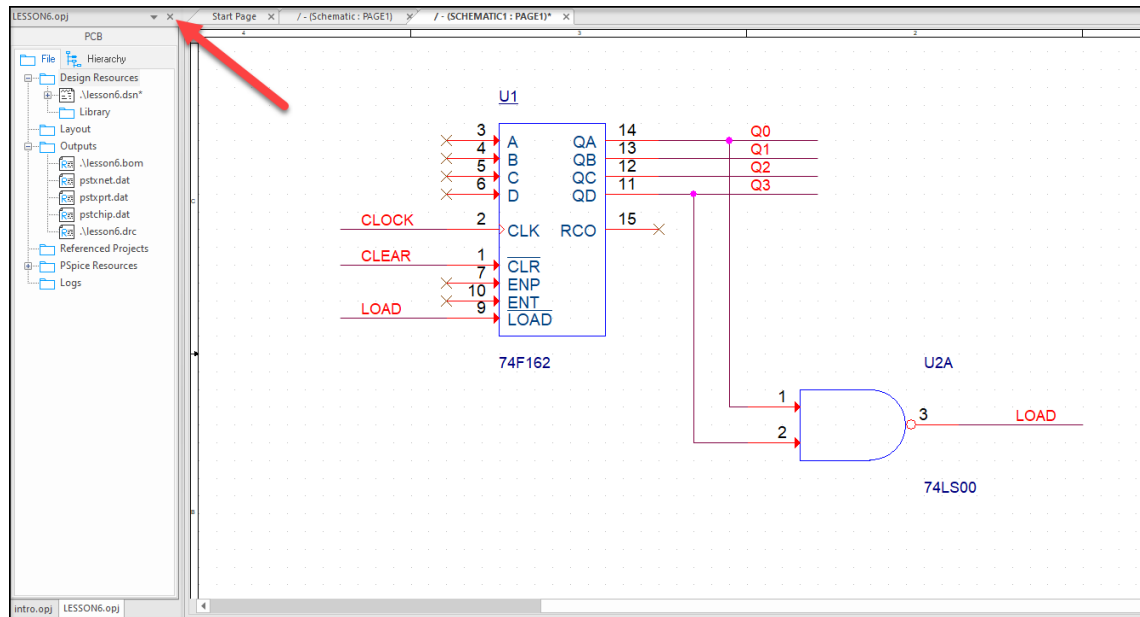 LESSON6.opj
Start Page
/ - (Schematic : PAGE1)
/ - (SCHEMATIC1 : PAGE1)*
PCB
File Hierarchy
Design Resources
.\lesson6.dsn*
Library
Layout
Outputs
.\lesson6.bom
pstxnet.dat
pstxprt.dat
pstchip.dat
.\lesson6.drc
Referenced Projects
PSpice Resources
Logs
intro.opj LESSON6.opj
4 3 2
C
B
U1
3 A QA 14 Q0
4 B QB 13 Q1
5 C QC 12 Q2
6 D QD 11 Q3
CLOCK 2 CLK RCO 15
CLEAR 1 CLR
7 ENP
10 ENT
LOAD 9 LOAD
74F162
U2A
1
2
3 LOAD
74LS00